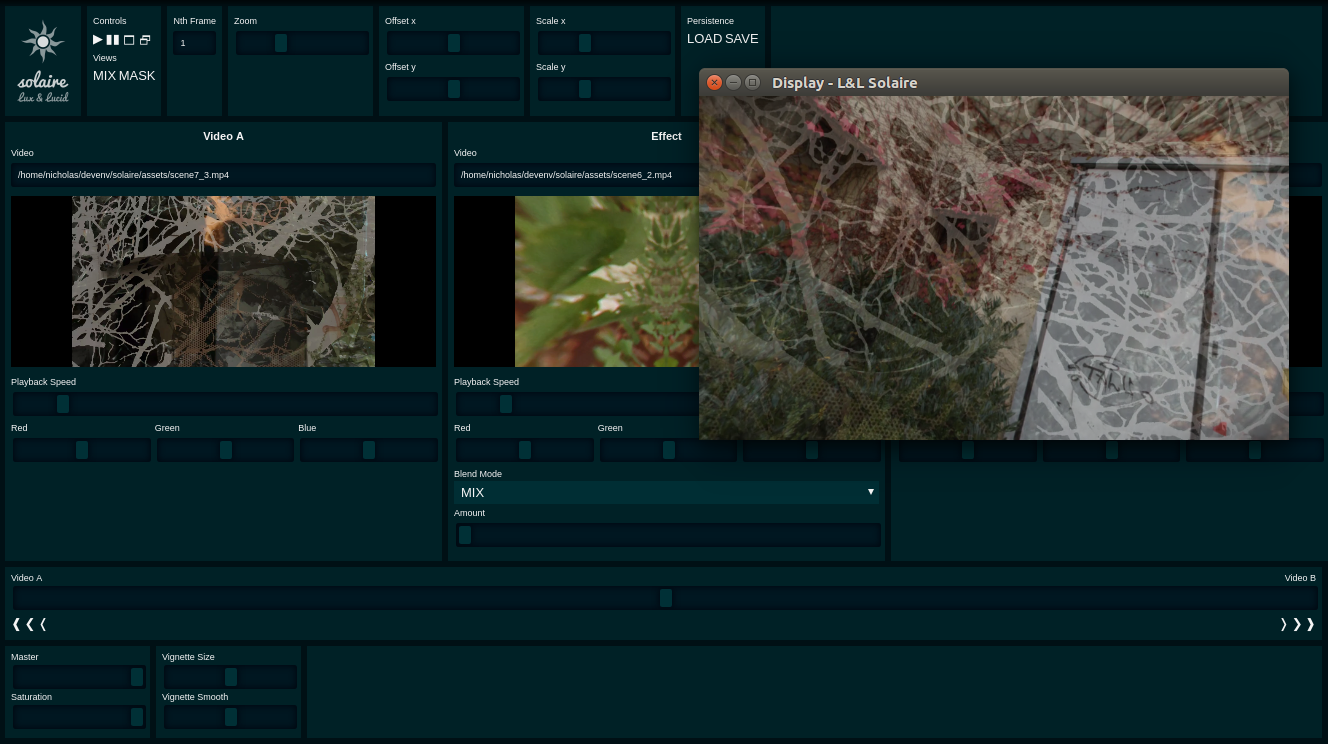 solaire
Lux & Lucid
Controls
Views
MIX MASK
Nth Frame
1
Zoom
Offset x
Offset y
Scale x
Scale y
Persistence
LOAD SAVE
Display - L&L Solaire
Video A
Video
/home/nicholas/devenv/solaire/assets/scene7_3.mp4
Playback Speed
Red Green Blue
Effect
Video
/home/nicholas/devenv/solaire/assets/scene6_2.mp4
Playback Speed
Red Green
Blend Mode
MIX
Amount
Video A Video B
Master
Saturation
Vignette Size
Vignette Smooth